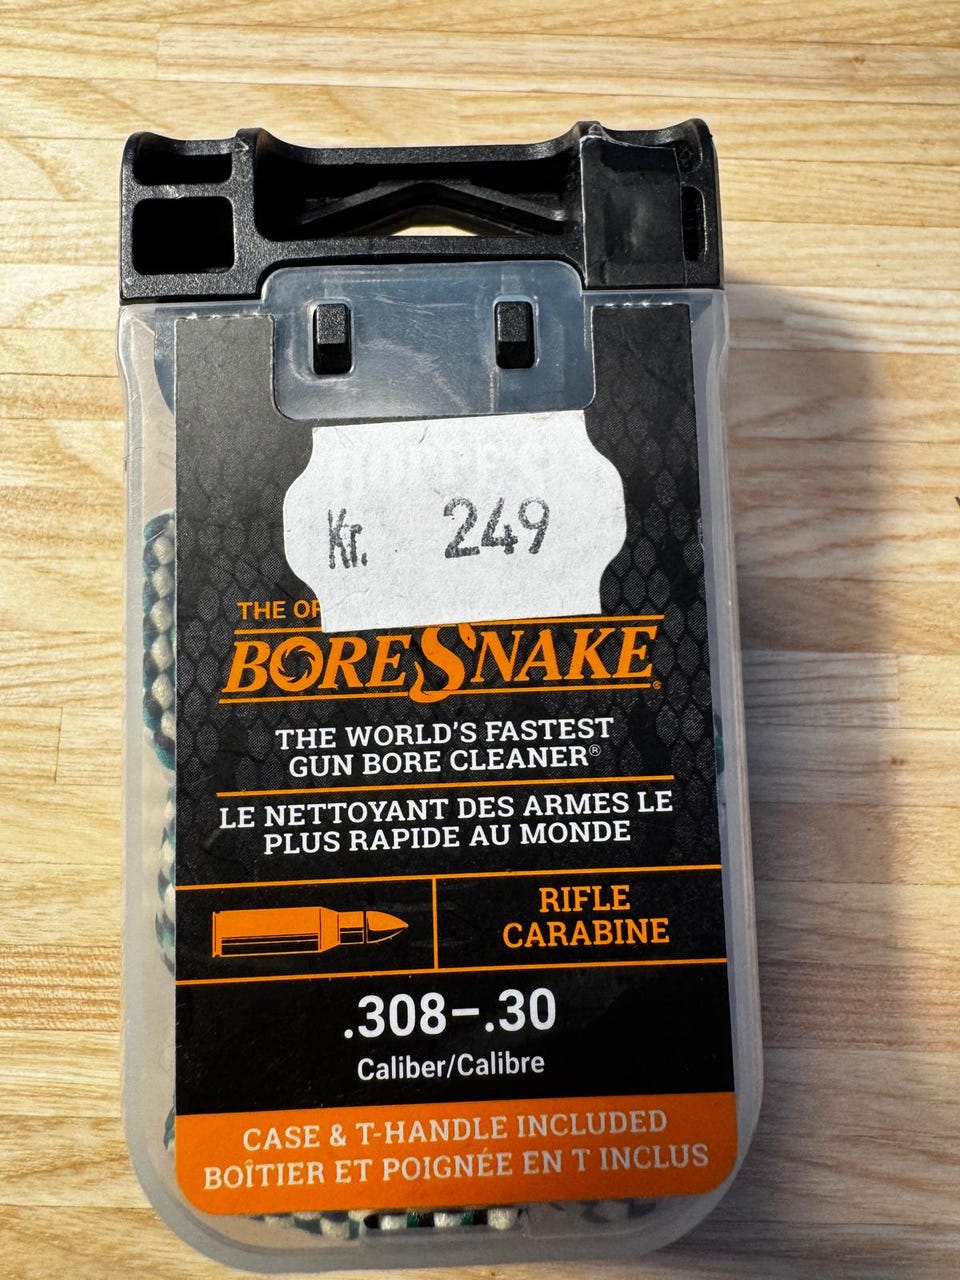 Kr. 249
THE
BORESNAKE®
THE WORLD'S FASTEST
GUN BORE CLEANER®
LE NETTOYANT DES ARMES LE
PLUS RAPIDE AU MONDE
RIFLE
CARABINE
.308–.30
Caliber/Calibre
CASE & T-HANDLE INCLUDED
BOÎTIER ET POIGNÉE EN T INCLUS